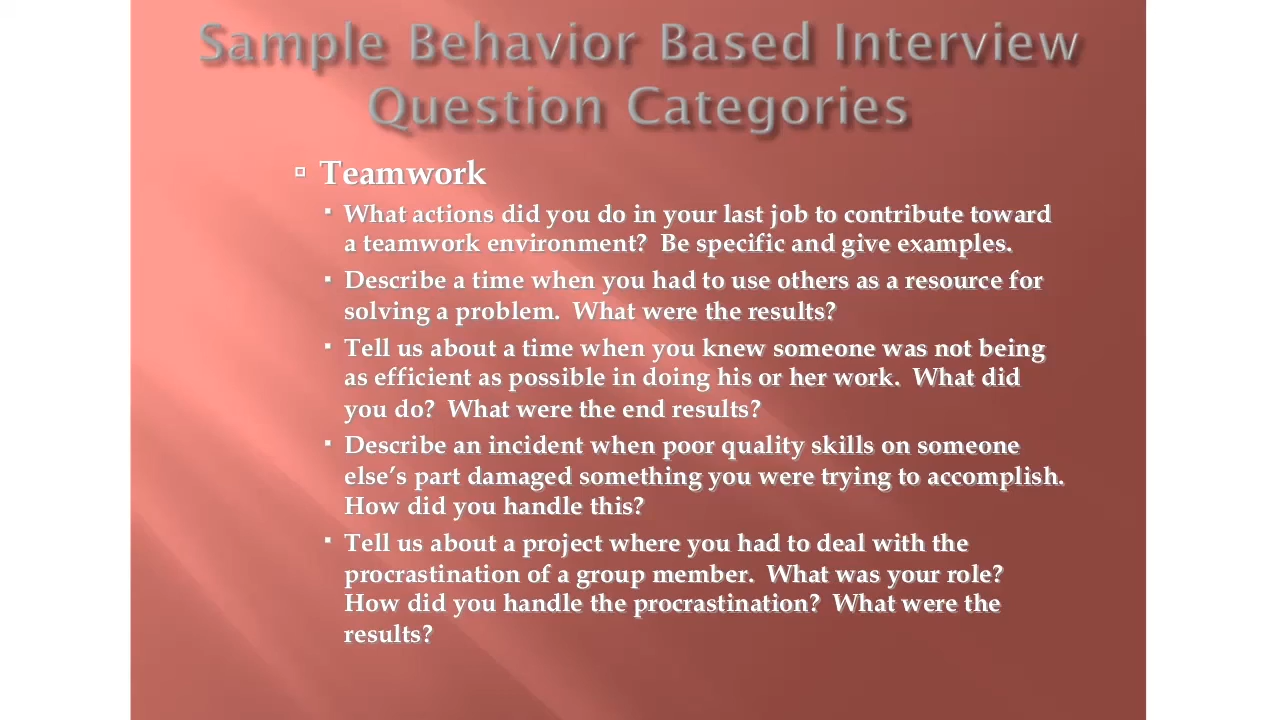 Sample Behavior Based Interview
Question Categories
Teamwork
What actions did you do in your last job to contribute toward
a teamwork environment?  Be specific and give examples.
Describe a time when you had to use others as a resource for
solving a problem.  What were the results?
Tell us about a time when you knew someone was not being
as efficient as possible in doing his or her work.  What did
you do?  What were the end results?
Describe an incident when poor quality skills on someone
else’s part damaged something you were trying to accomplish.
How did you handle this?
Tell us about a project where you had to deal with the
procrastination of a group member.  What was your role?
How did you handle the procrastination?  What were the
results?